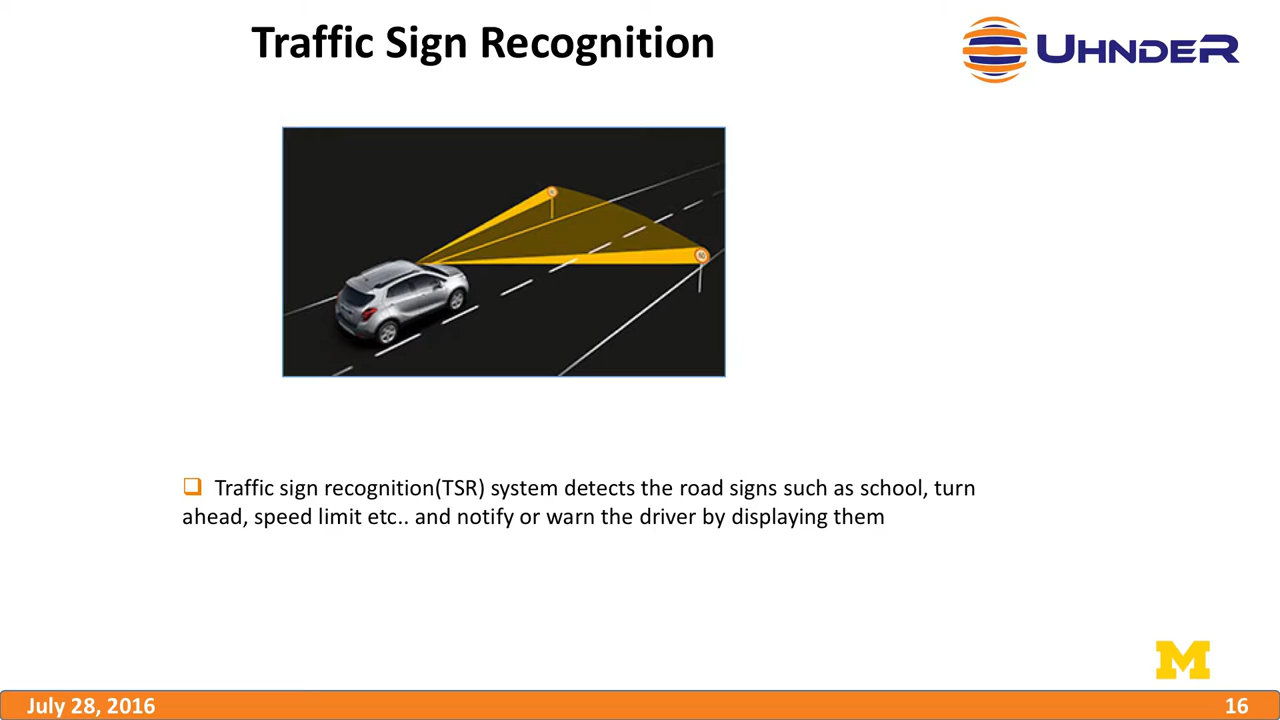 Traffic Sign Recognition
UHNDER
Traffic sign recognition(TSR) system detects the road signs such as school, turn
ahead, speed limit etc.. and notify or warn the driver by displaying them
M
July 28, 2016
16